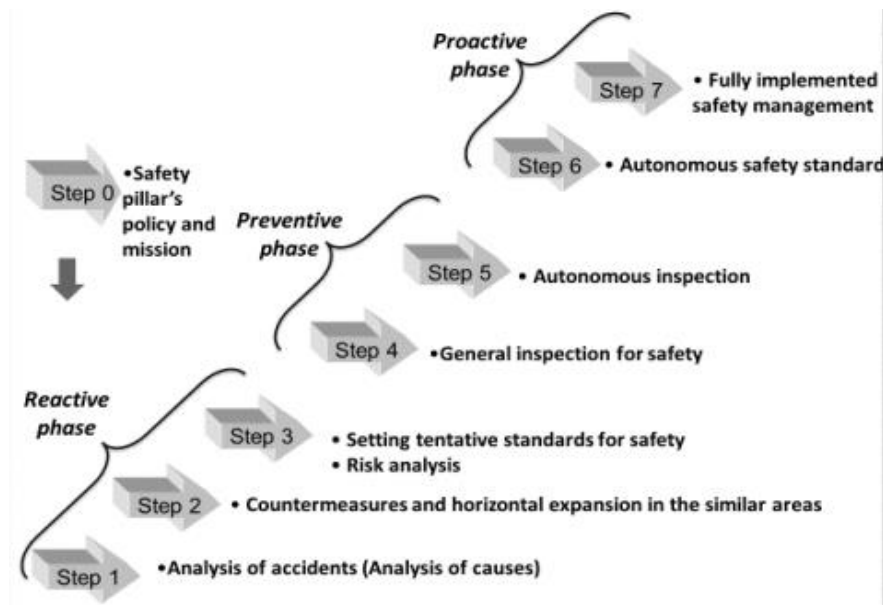 Proactive
phase
Step 7
• Fully implemented
safety management
Step 6
• Autonomous safety standard
Step 0
•Safety
pillar's
policy and
mission
Preventive
phase
Step 5
• Autonomous inspection
Step 4
•General inspection for safety
Reactive
phase
Step 3
• Setting tentative standards for safety
• Risk analysis
Step 2
• Countermeasures and horizontal expansion in the similar areas
Step 1
•Analysis of accidents (Analysis of causes)